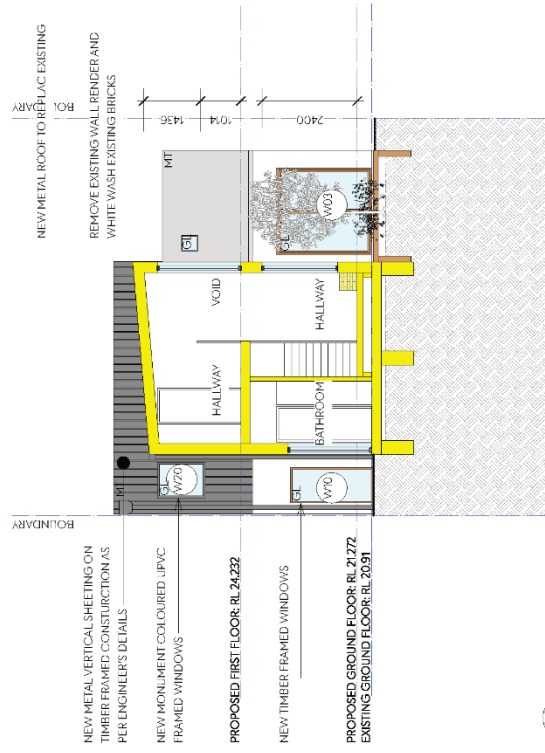 NEW METAL ROOF TO REPLAC EXISTING
REMOVE EXISTING WALL RENDER AND
WHITE WASH EXISTING BRICKS
BOUNDARY
1436
1014
2400
MT
GL
W03
GL
VOID
HALLWAY
HALLWAY
BATHROOM
M
GL
W20
GL
W10
BOUNDARY
NEW METAL VERTICAL SHEETING ON
TIMBER FRAMED CONSTURCTION AS
PER ENGINEER'S DETAILS
NEW MONUMENT COLOURED UPVC
FRAMED WINDOWS
PROPOSED FIRST FLOOR: RL 24.232
NEW TIMBER FRAMED WINDOWS
PROPOSED GROUND FLOOR: RL 21.272
EXISTING GROUND FLOOR: RL 20.91